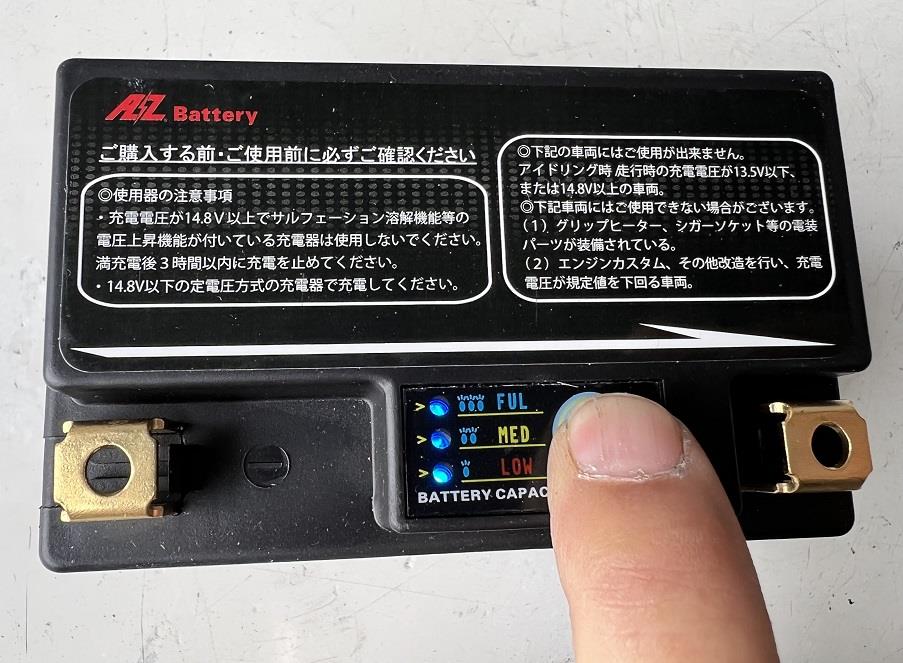 AZ Battery
ご購入する前・ご使用前に必ずご確認ください
◎使用器の注意事項
・充電電圧が14.8V以上でサルフェーション溶解機能等の
電圧上昇機能が付いている充電器は使用しないでください。
満充電後３時間以内に充電を止めてください。
・14.8V以下の定電圧方式の充電器で充電してください。
◎下記の車両にはご使用が出来ません。
アイドリング時/走行時の充電電圧が13.5V以下、
または14.8V以上の車両。
◎下記車両にはご使用できない場合がございます。
（1）グリップヒーター、シガーソケット等の電装
パーツが装備されている。
（2）エンジンカスタム、その他改造を行い、充電
電圧が規定値を下回る車両。
> FUL
> MED
> LOW
BATTERY